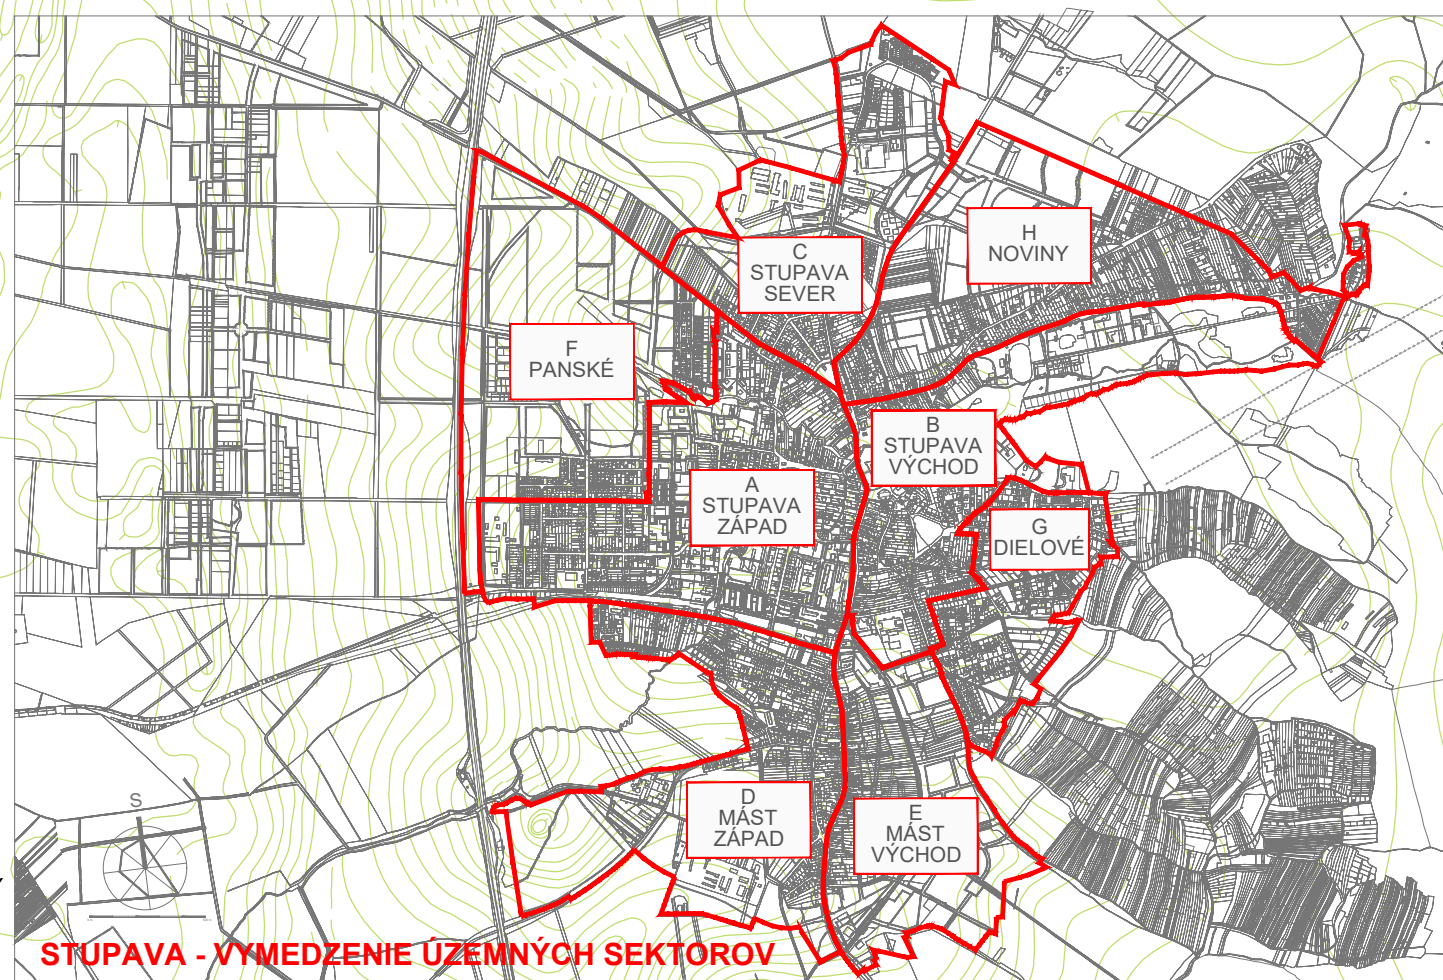 C
STUPAVA
SEVER
H
NOVINY
F
PANSKÉ
B
STUPAVA
VÝCHOD
A
STUPAVA
ZÁPAD
G
DIELOVÉ
D
MÁST
ZÁPAD
E
MÁST
VÝCHOD
S
STUPAVA - VYMEDZENIE ÚZEMNÝCH SEKTOROV